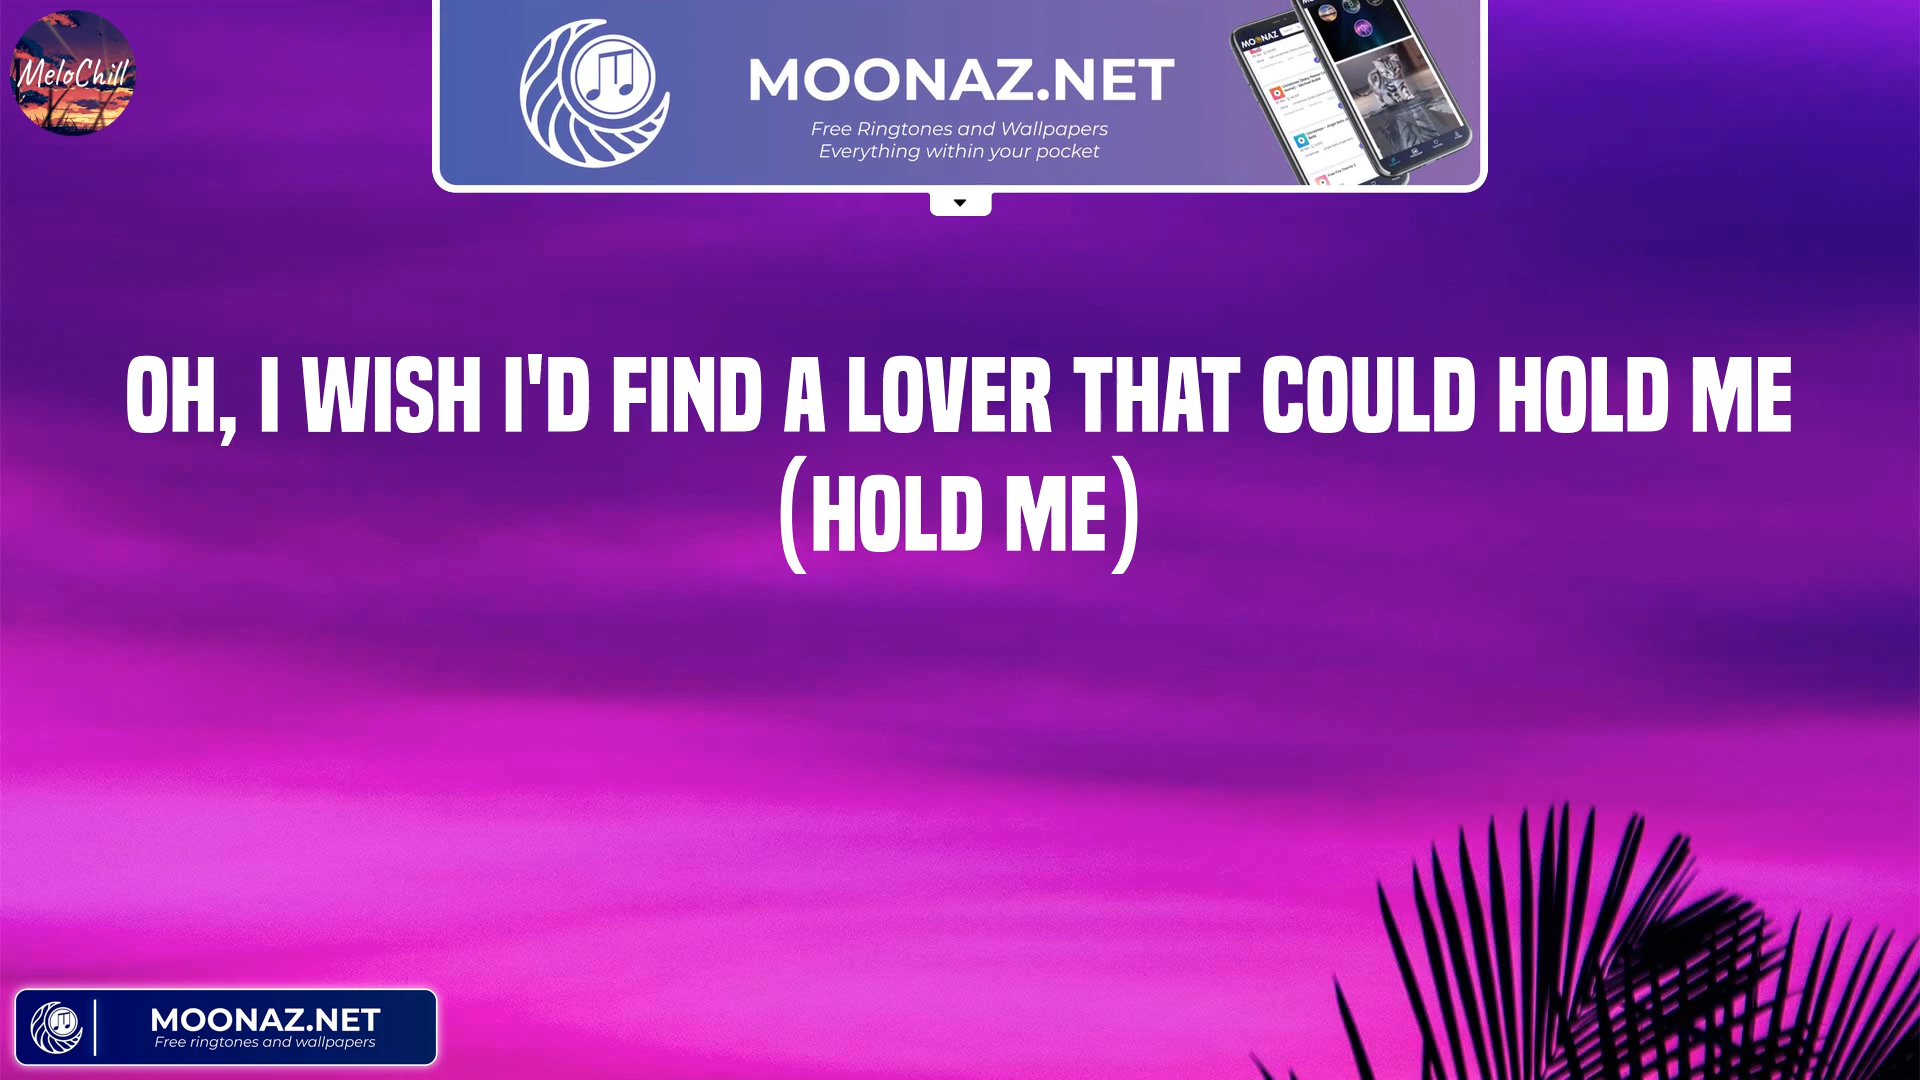 MeloChill
MOONAZ.NET
Free Ringtones and Wallpapers
Everything within your pocket
MOONAZ
OH, I WISH I'D FIND A LOVER THAT COULD HOLD ME
(HOLD ME)
MOONAZ.NET
Free ringtones and wallpapers